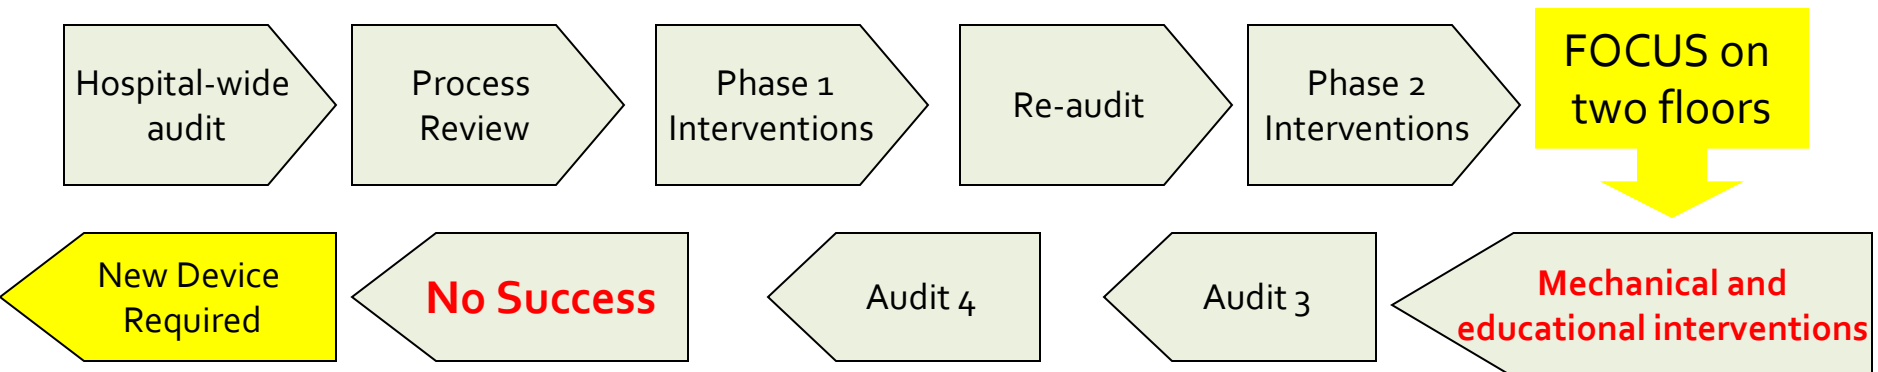 Hospital-wide
audit
Process
Review
Phase 1
Interventions
Re-audit
Phase 2
Interventions
FOCUS on
two floors
Mechanical and
educational interventions
Audit 3
Audit 4
No Success
New Device
Required